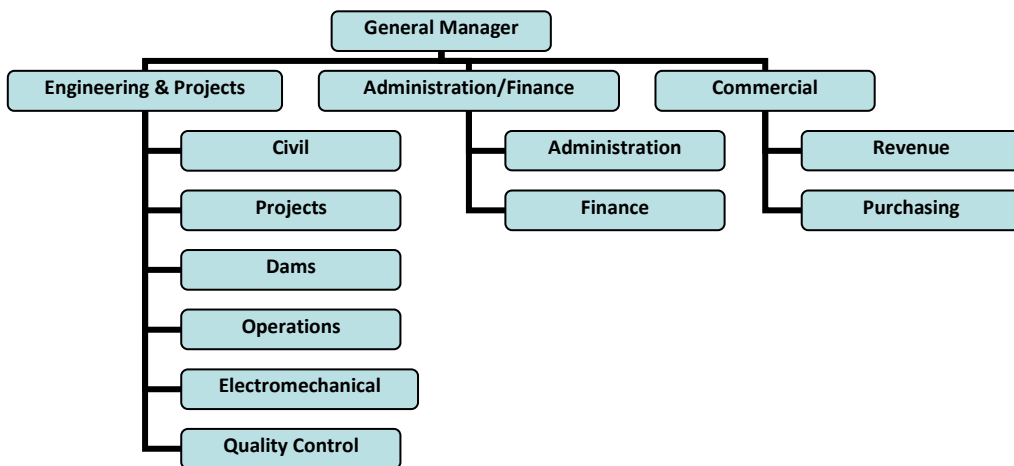 General Manager
Engineering & Projects
Administration/Finance
Commercial
Civil
Administration
Revenue
Projects
Finance
Purchasing
Dams
Operations
Electromechanical
Quality Control